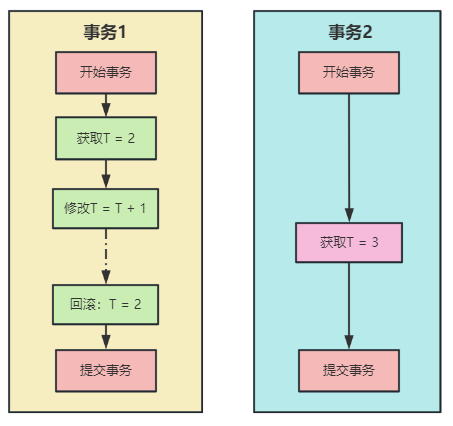 事务1
开始事务
获取T = 2
修改T = T + 1
回滚：T = 2
提交事务
事务2
开始事务
获取T = 3
提交事务